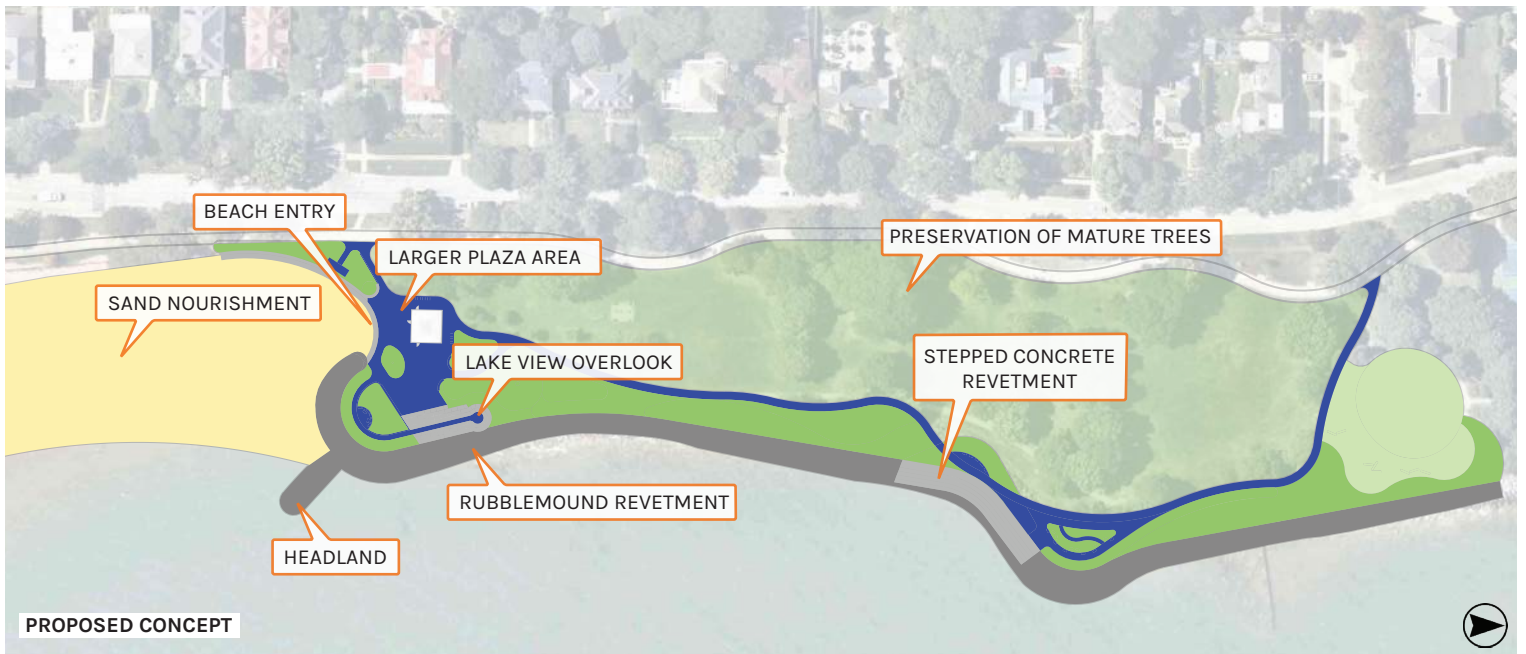 BEACH ENTRY
LARGER PLAZA AREA
PRESERVATION OF MATURE TREES
SAND NOURISHMENT
LAKE VIEW OVERLOOK
STEPPED CONCRETE
REVETMENT
RUBBLEMOUND REVETMENT
HEADLAND
PROPOSED CONCEPT